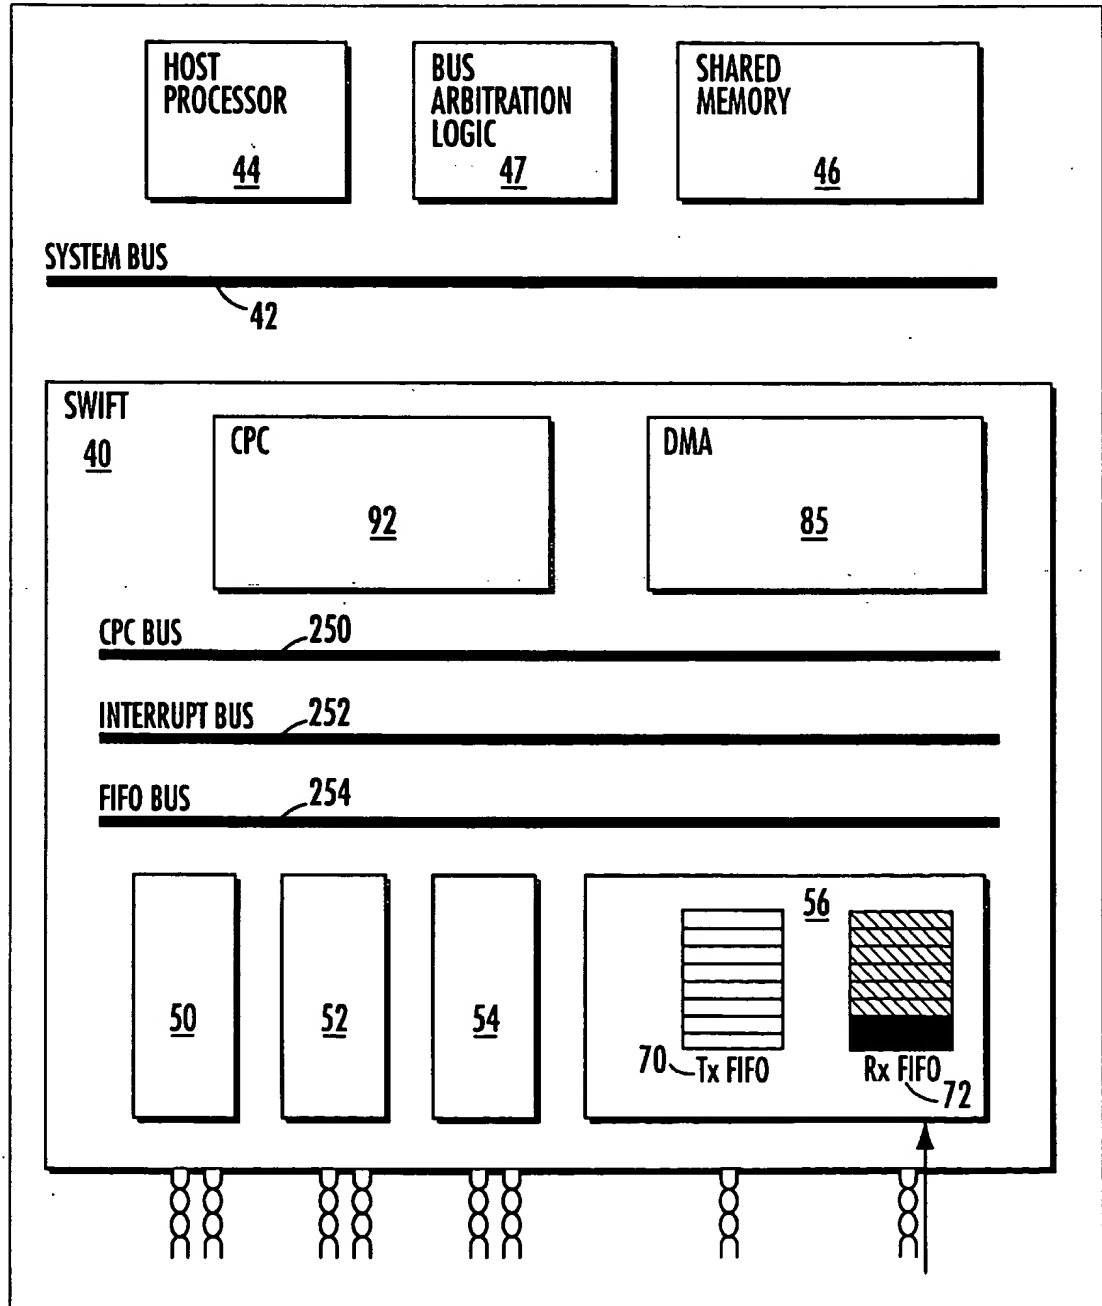 HOST
PROCESSOR
44
BUS
ARBITRATION
LOGIC
47
SHARED
MEMORY
46
SYSTEM BUS
42
SWIFT
40
CPC
92
DMA
85
CPC BUS
250
INTERRUPT BUS
252
FIFO BUS
254
50
52
54
56
70
Tx FIFO
Rx FIFO
72